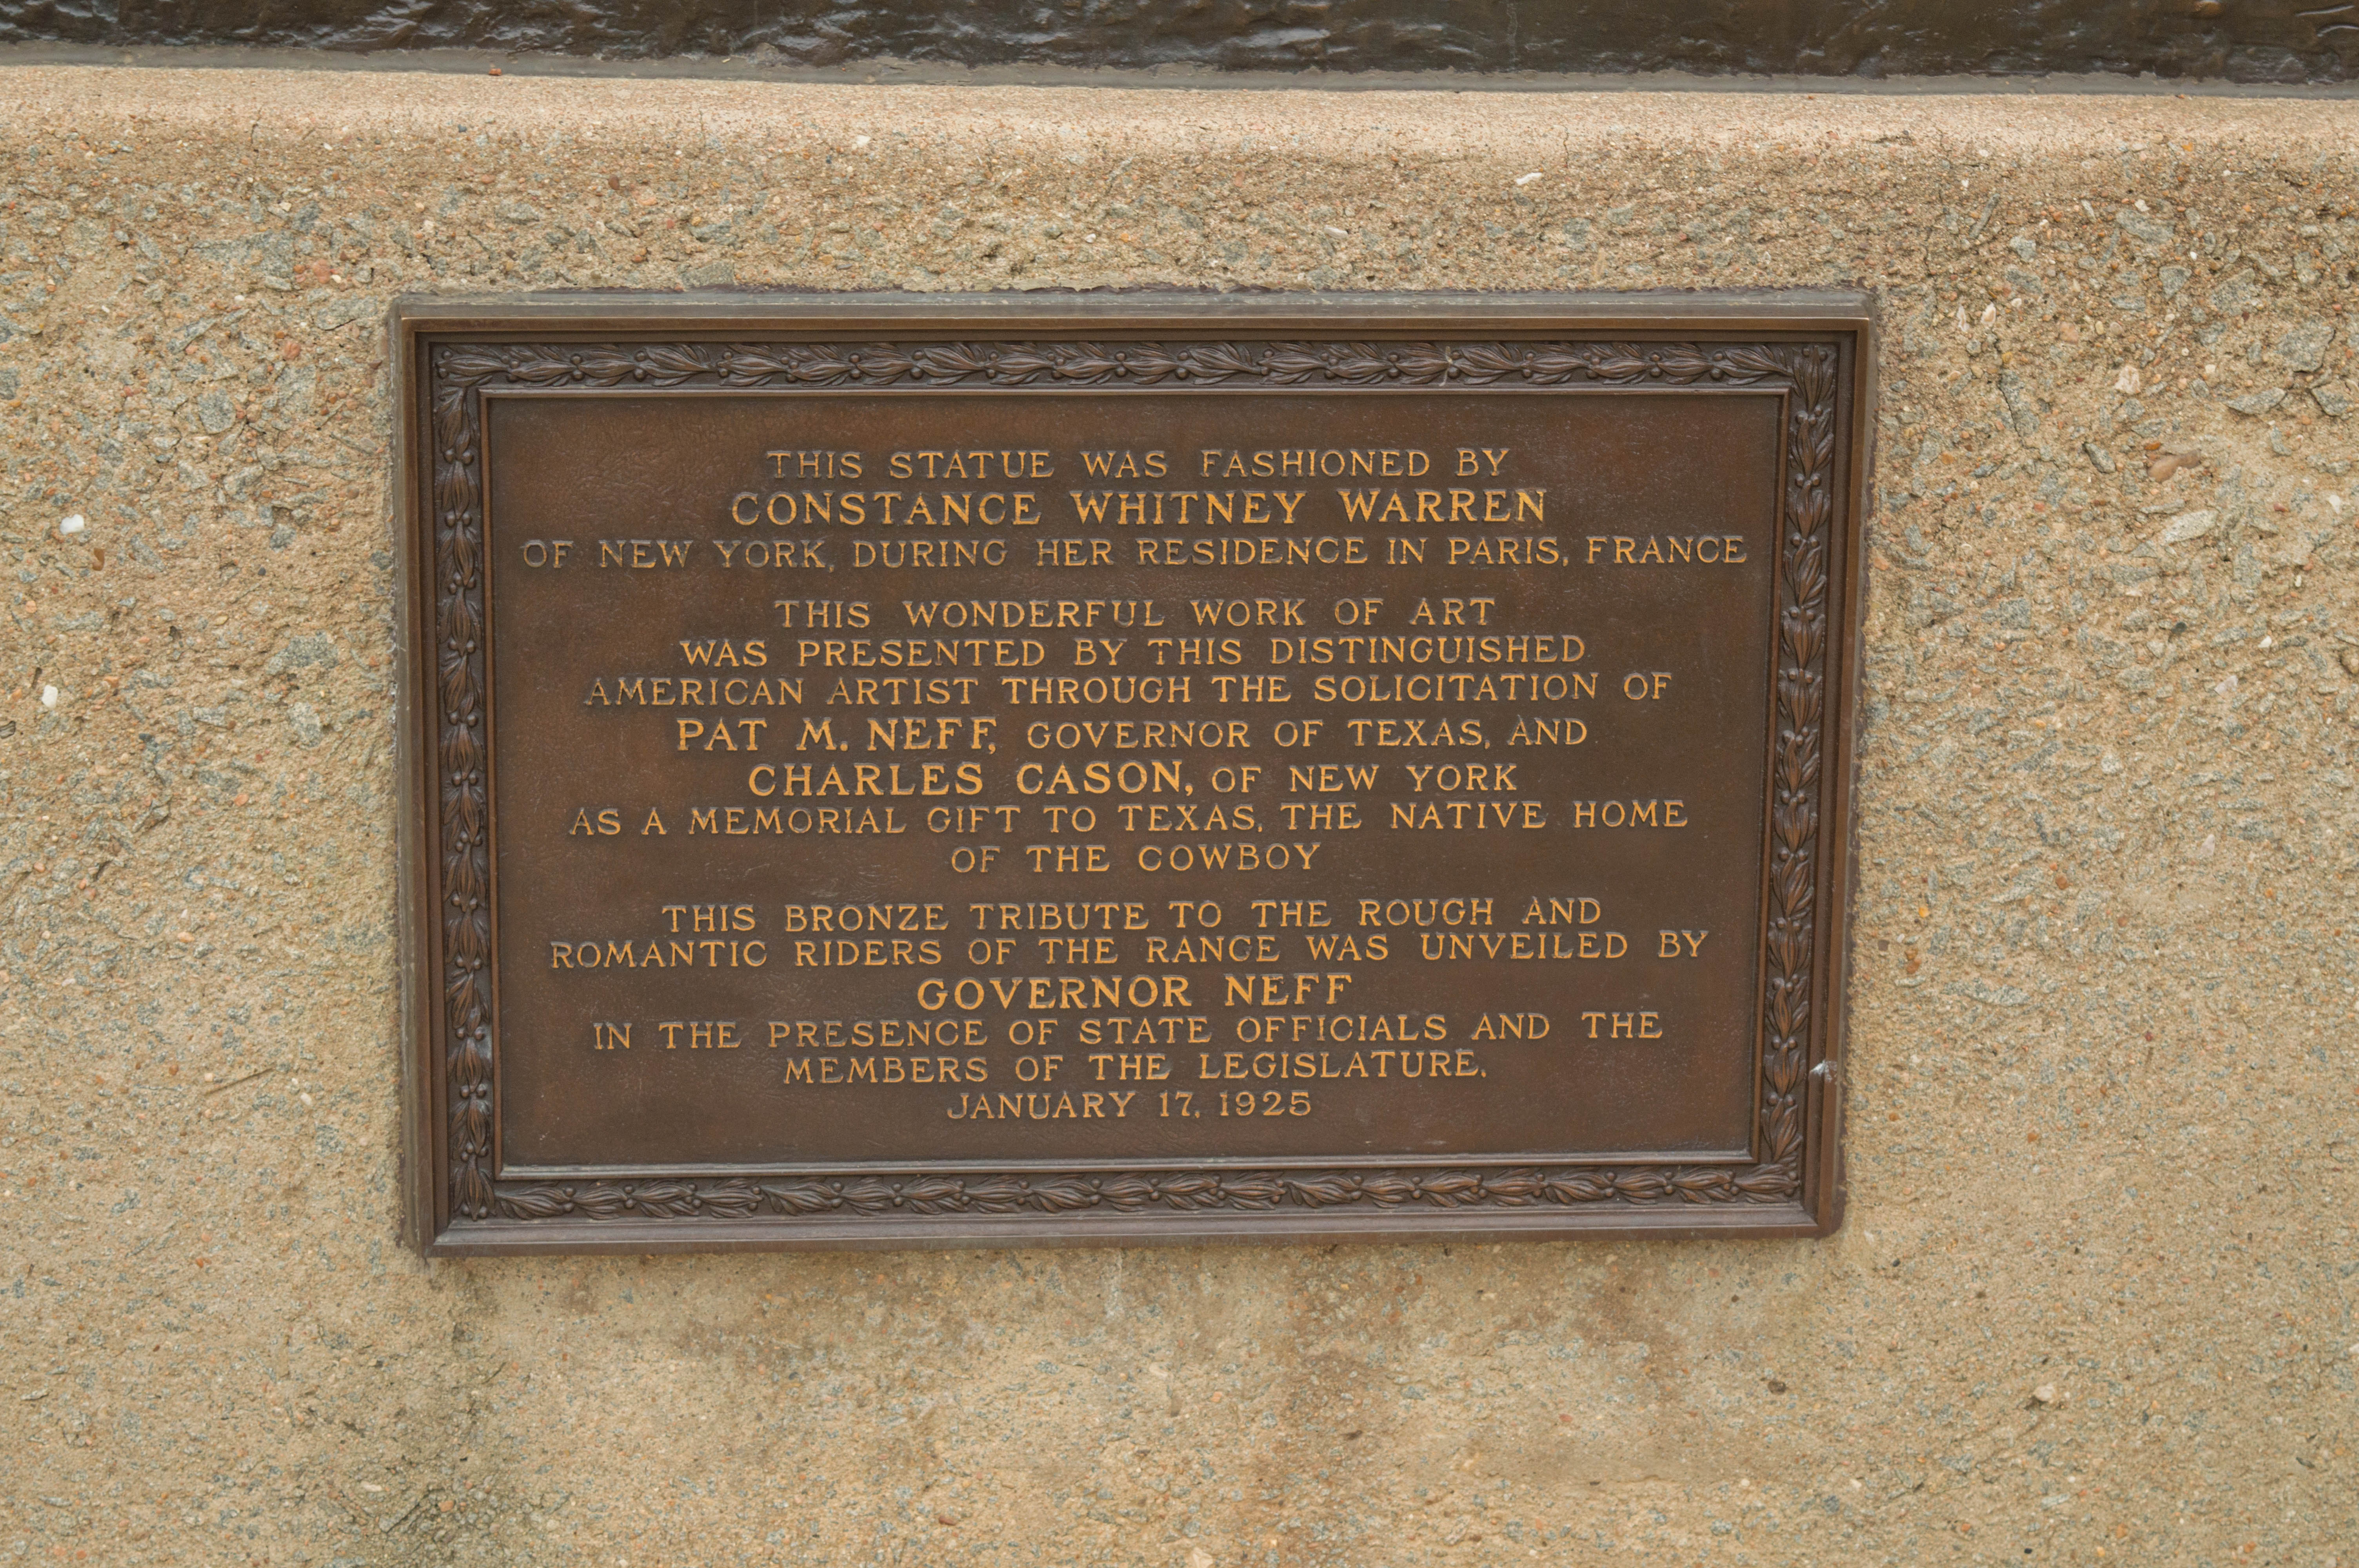 THIS STATUE WAS FASHIONED BY
CONSTANCE WHITNEY WARREN
OF NEW YORK, DURING HER RESIDENCE IN PARIS, FRANCE
THIS WONDERFUL WORK OF ART
WAS PRESENTED BY THIS DISTINGUISHED
AMERICAN ARTIST THROUGH THE SOLICITATION OF
PAT M. NEFF, GOVERNOR OF TEXAS, AND
CHARLES CASON, OF NEW YORK
AS A MEMORIAL GIFT TO TEXAS, THE NATIVE HOME
OF THE COWBOY
THIS BRONZE TRIBUTE TO THE ROUGH AND
ROMANTIC RIDERS OF THE RANGE WAS UNVEILED BY
GOVERNOR NEFF
IN THE PRESENCE OF STATE OFFICIALS AND THE
MEMBERS OF THE LEGISLATURE.
JANUARY 17, 1925